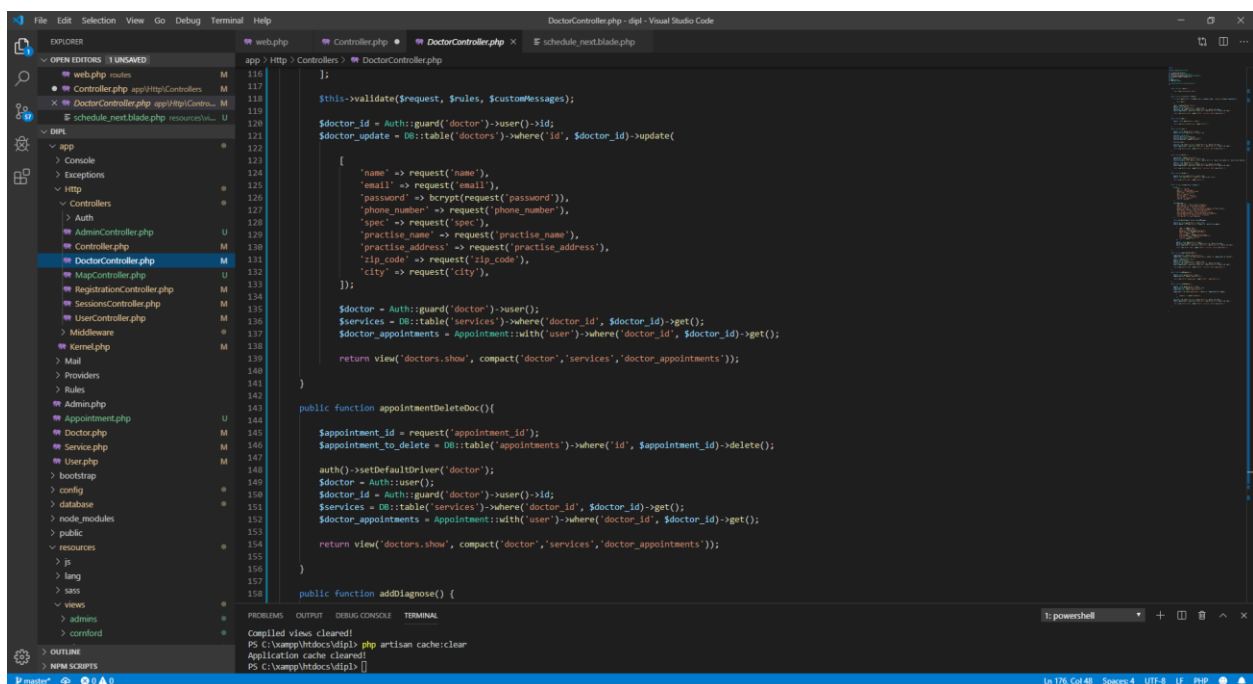 File Edit Selection View Go Debug Terminal Help
DoctorController.php - dipl - Visual Studio Code
EXPLORER
OPEN EDITORS 1 UNSAVED
web.php routes M
Controller.php app\Http\Controllers M
DoctorController.php app\Http\Contro... M
schedule_next.blade.php resources\vi... U
DIPL
app
Console
Exceptions
Http
Controllers
Auth
AdminController.php U
Controller.php M
DoctorController.php M
MapController.php U
RegistrationController.php M
SessionsController.php M
UserController.php M
Middleware
Kernel.php M
Mail
Providers
Rules
Admin.php
Appointment.php U
Doctor.php M
Service.php M
User.php M
bootstrap
config
database
node_modules
public
resources
js
lang
sass
views
admins
cornford
OUTLINE
NPM SCRIPTS
web.php Controller.php DoctorController.php schedule_next.blade.php
app > Http > Controllers > DoctorController.php
116 ];
117
118 $this->validate($request, $rules, $customMessages);
119
120 $doctor_id = Auth::guard('doctor')->user()->id;
121 $doctor_update = DB::table('doctors')->where('id', $doctor_id)->update(
122
123 [
124 'name' => request('name'),
125 'email' => request('email'),
126 'password' => bcrypt(request('password')),
127 'phone_number' => request('phone_number'),
128 'spec' => request('spec'),
129 'practise_name' => request('practise_name'),
130 'practise_address' => request('practise_address'),
131 'zip_code' => request('zip_code'),
132 'city' => request('city'),
133 ]);
134
135 $doctor = Auth::guard('doctor')->user();
136 $services = DB::table('services')->where('doctor_id', $doctor_id)->get();
137 $doctor_appointments = Appointment::with('user')->where('doctor_id', $doctor_id)->get();
138
139 return view('doctors.show', compact('doctor','services','doctor_appointments'));
140
141 }
142
143 public function appointmentDeleteDoc(){
144
145 $appointment_id = request('appointment_id');
146 $appointment_to_delete = DB::table('appointments')->where('id', $appointment_id)->delete();
147
148 auth()->setDefaultDriver('doctor');
149 $doctor = Auth::user();
150 $doctor_id = Auth::guard('doctor')->user()->id;
151 $services = DB::table('services')->where('doctor_id', $doctor_id)->get();
152 $doctor_appointments = Appointment::with('user')->where('doctor_id', $doctor_id)->get();
153
154 return view('doctors.show', compact('doctor','services','doctor_appointments'));
155
156 }
157
158 public function addDiagnose() {
PROBLEMS OUTPUT DEBUG CONSOLE TERMINAL
1: powershell
Compiled views cleared!
PS C:\xampp\htdocs\dipl> php artisan cache:clear
Application cache cleared!
PS C:\xampp\htdocs\dipl>
master* 0 0 Ln 176, Col 48 Spaces: 4 UTF-8 LF PHP